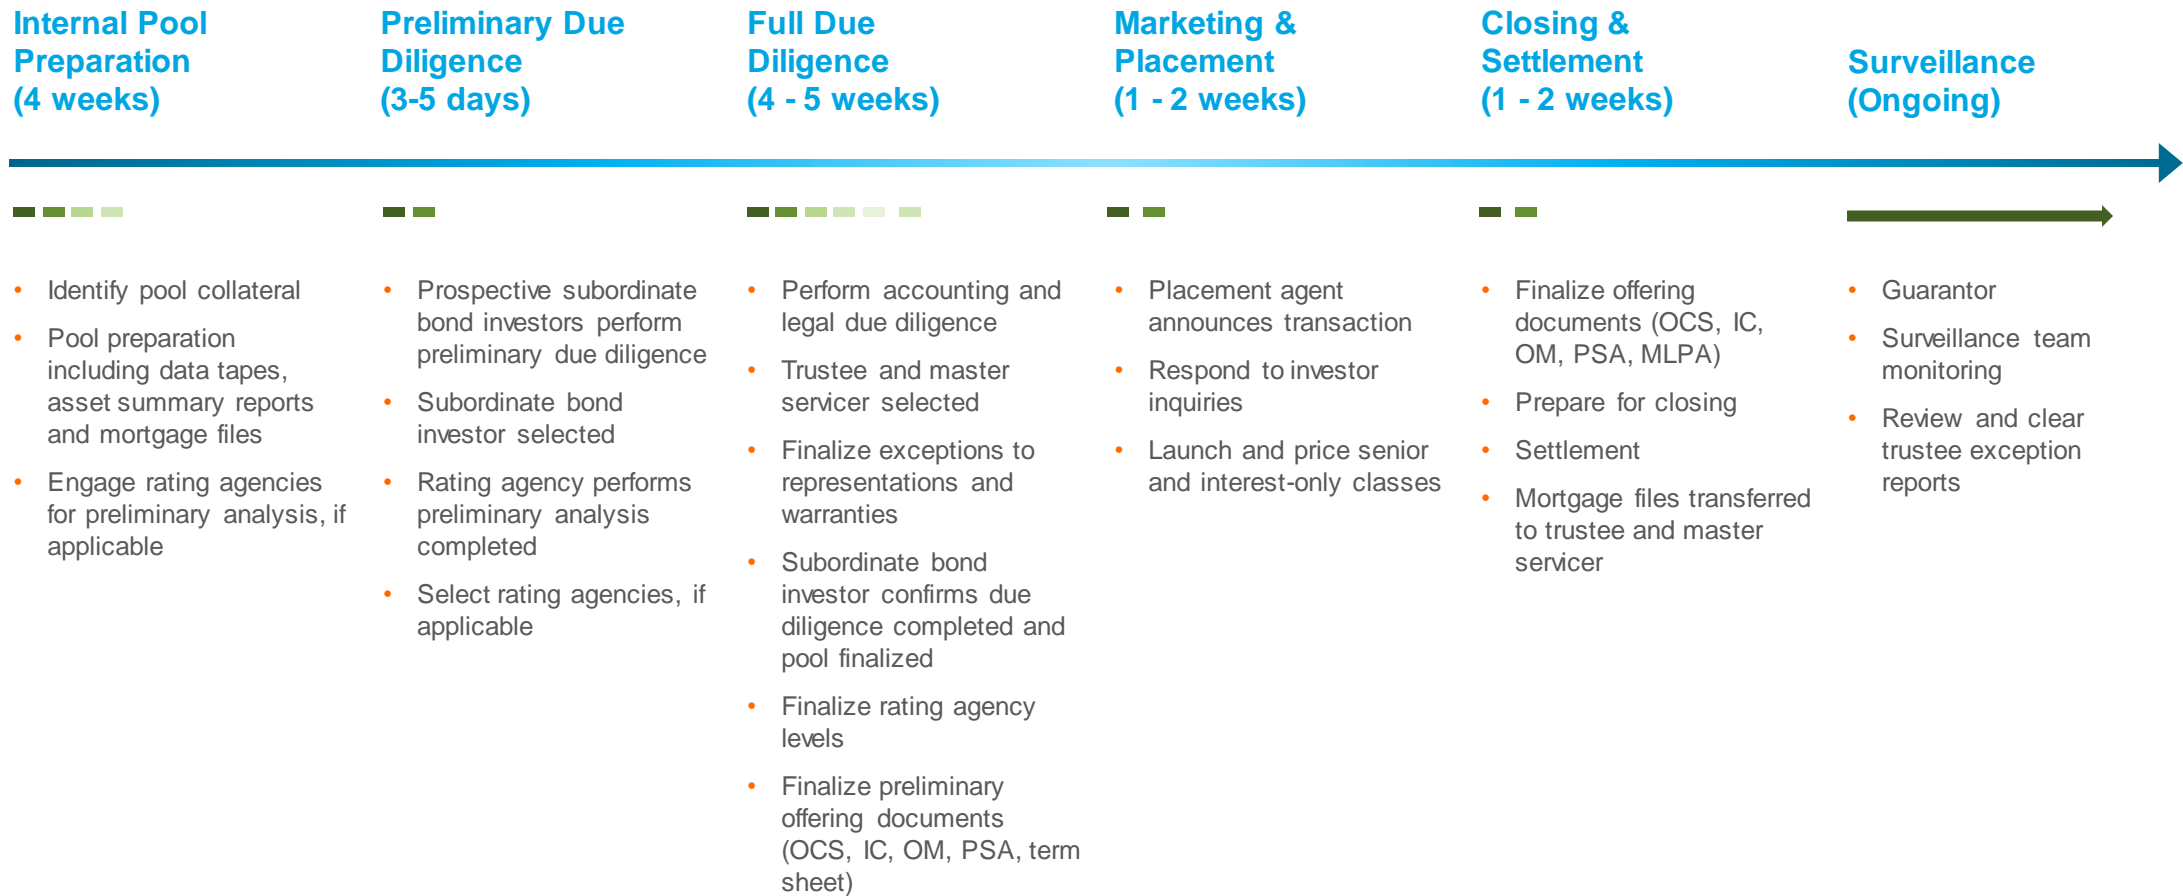 Internal Pool
Preparation
(4 weeks)
Preliminary Due
Diligence
(3-5 days)
Full Due
Diligence
(4 - 5 weeks)
Marketing &
Placement
(1 - 2 weeks)
Closing &
Settlement
(1 - 2 weeks)
Surveillance
(Ongoing)
• Identify pool collateral
• Pool preparation
including data tapes,
asset summary reports
and mortgage files
• Engage rating agencies
for preliminary analysis, if
applicable
• Prospective subordinate
bond investors perform
preliminary due diligence
• Subordinate bond
investor selected
• Rating agency performs
preliminary analysis
completed
• Select rating agencies, if
applicable
• Perform accounting and
legal due diligence
• Trustee and master
servicer selected
• Finalize exceptions to
representations and
warranties
• Subordinate bond
investor confirms due
diligence completed and
pool finalized
• Finalize rating agency
levels
• Finalize preliminary
offering documents
(OCS, IC, OM, PSA, term
sheet)
• Placement agent
announces transaction
• Respond to investor
inquiries
• Launch and price senior
and interest-only classes
• Finalize offering
documents (OCS, IC,
OM, PSA, MLPA)
• Prepare for closing
• Settlement
• Mortgage files transferred
to trustee and master
servicer
• Guarantor
• Surveillance team
monitoring
• Review and clear
trustee exception
reports